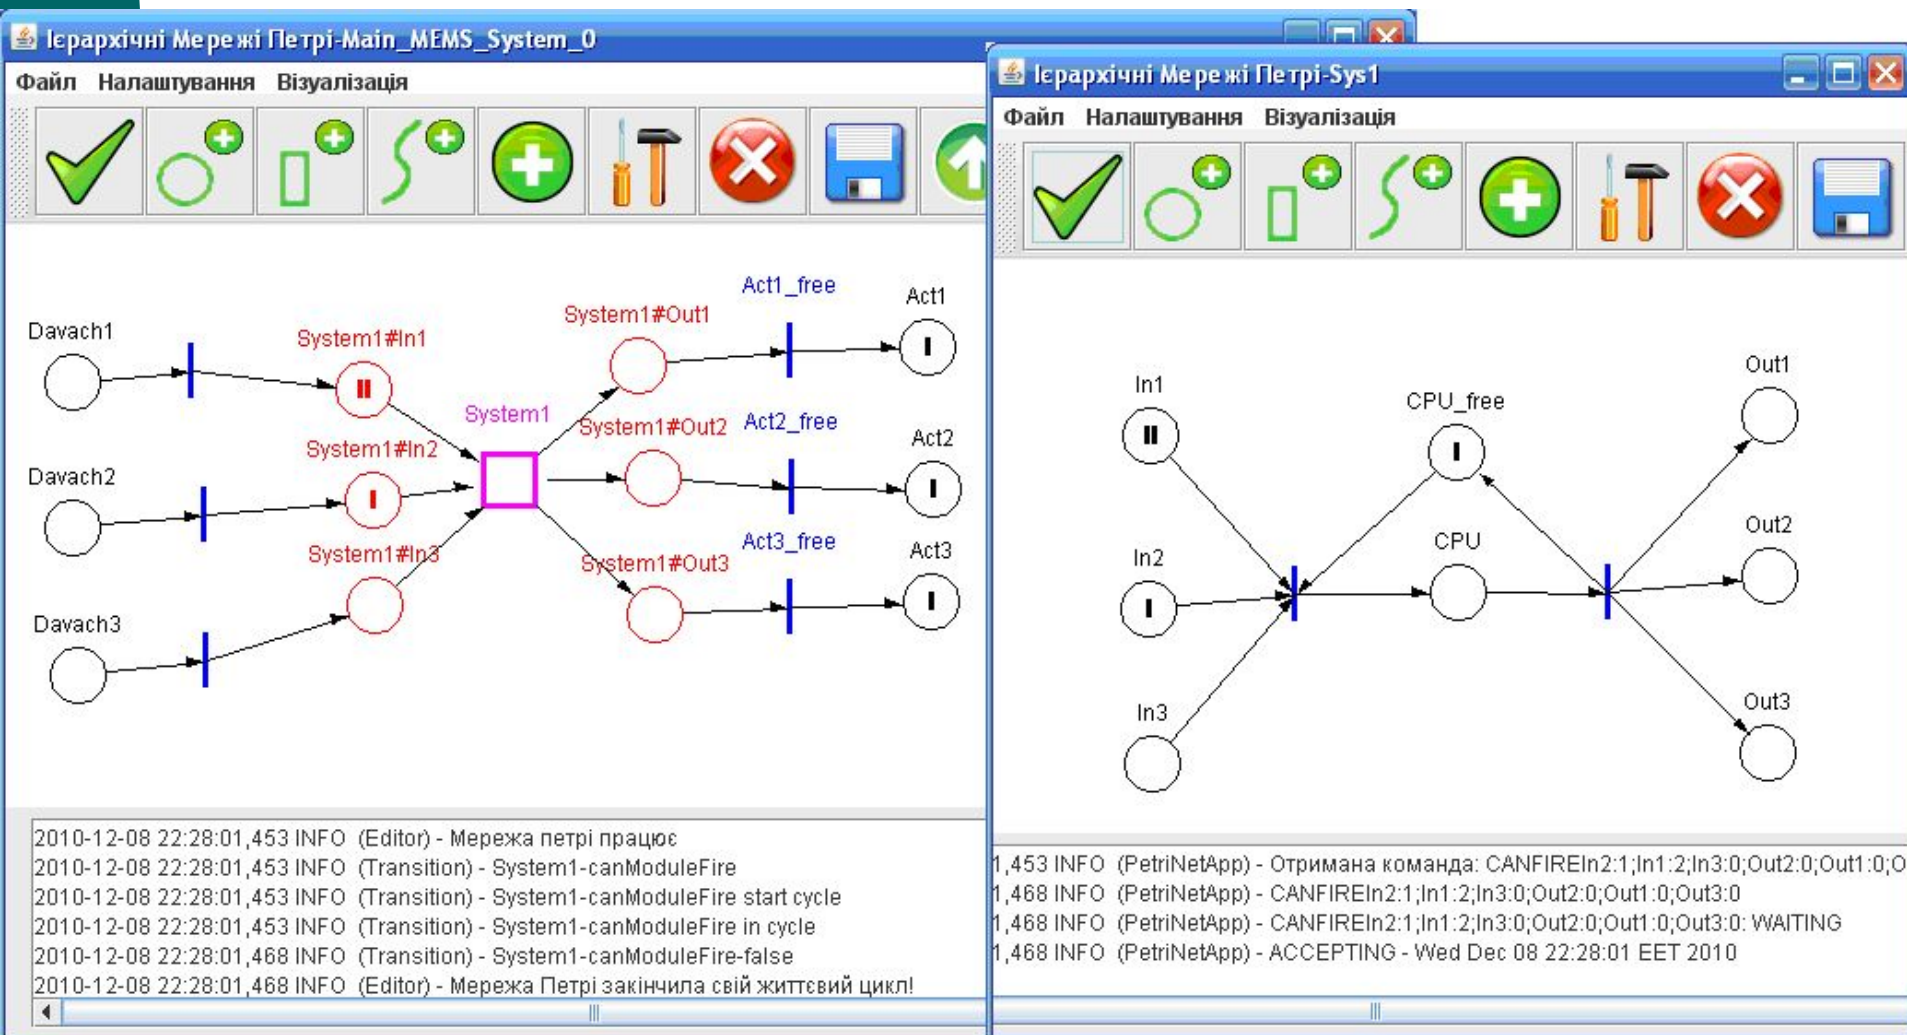 Ієрархічні Мережі Петрі-Main_MEMS_System_0
Файл Налаштування Візуалізація
Davach1
System1#In1
System1#Out1
Act1_free
Act1
Davach2
System1#In2
System1
System1#Out2
Act2_free
Act2
Davach3
System1#In3
System1#Out3
Act3_free
Act3
2010-12-08 22:28:01,453 INFO (Editor) - Мережа петрі працює
2010-12-08 22:28:01,453 INFO (Transition) - System1-canModuleFire
2010-12-08 22:28:01,453 INFO (Transition) - System1-canModuleFire start cycle
2010-12-08 22:28:01,453 INFO (Transition) - System1-canModuleFire in cycle
2010-12-08 22:28:01,468 INFO (Transition) - System1-canModuleFire-false
2010-12-08 22:28:01,468 INFO (Editor) - Мережа Петрі закінчила свій життєвий цикл!
Ієрархічні Мережі Петрі-Sys1
Файл Налаштування Візуалізація
In1
CPU_free
Out1
In2
CPU
Out2
In3
Out3
1,453 INFO (PetriNetApp) - Отримана команда: CANFIREIn2:1;In1:2;In3:0;Out2:0;Out1:0;O
1,468 INFO (PetriNetApp) - CANFIREIn2:1;In1:2;In3:0;Out2:0;Out1:0;Out3:0
1,468 INFO (PetriNetApp) - CANFIREIn2:1;In1:2;In3:0;Out2:0;Out1:0;Out3:0: WAITING
1,468 INFO (PetriNetApp) - ACCEPTING - Wed Dec 08 22:28:01 EET 2010